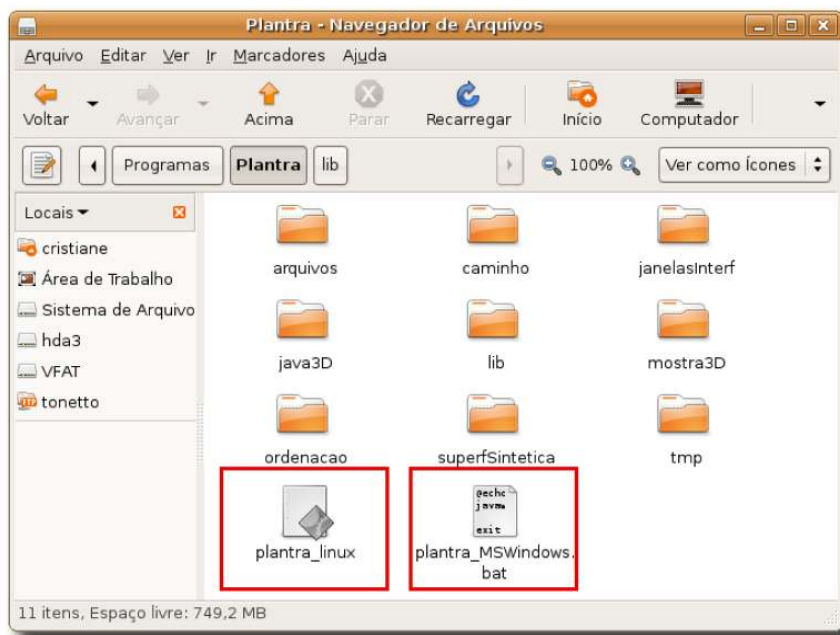 Plantra - Navegador de Arquivos
Arquivo Editar Ver Ir Marcadores Ajuda
Voltar Avançar Acima Parar Recarregar Início Computador
Programas Plantra lib 100% Ver como Ícones
Locais
cristiane
Área de Trabalho
Sistema de Arquivo
hda3
VFAT
tonetto
arquivos caminho janelasInterf
java3D lib mostra3D
ordenacao superfSintetica tmp
@echo
exit
plantra_linux plantra_MSWindows.
bat
11 itens, Espaço livre: 749,2 MB